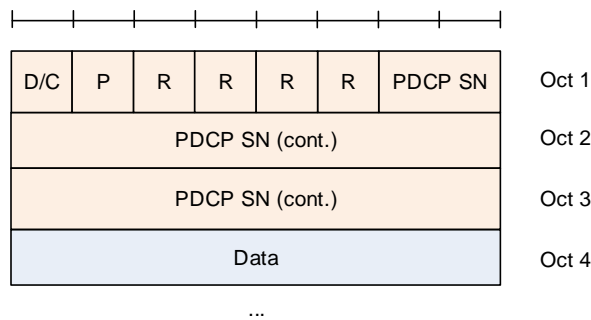 D/C P R R R R PDCP SN Oct 1
PDCP SN (cont.) Oct 2
PDCP SN (cont.) Oct 3
Data Oct 4
...